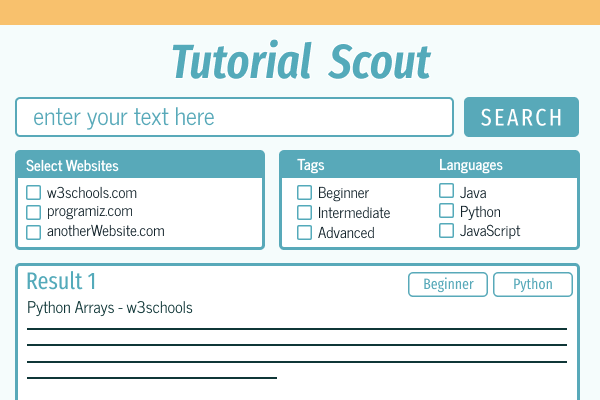 Tutorial Scout
enter your text here
SEARCH
Select Websites
w3schools.com
programiz.com
anotherWebsite.com
Tags
Beginner
Intermediate
Advanced
Languages
Java
Python
JavaScript
Result 1
Beginner
Python
Python Arrays - w3schools